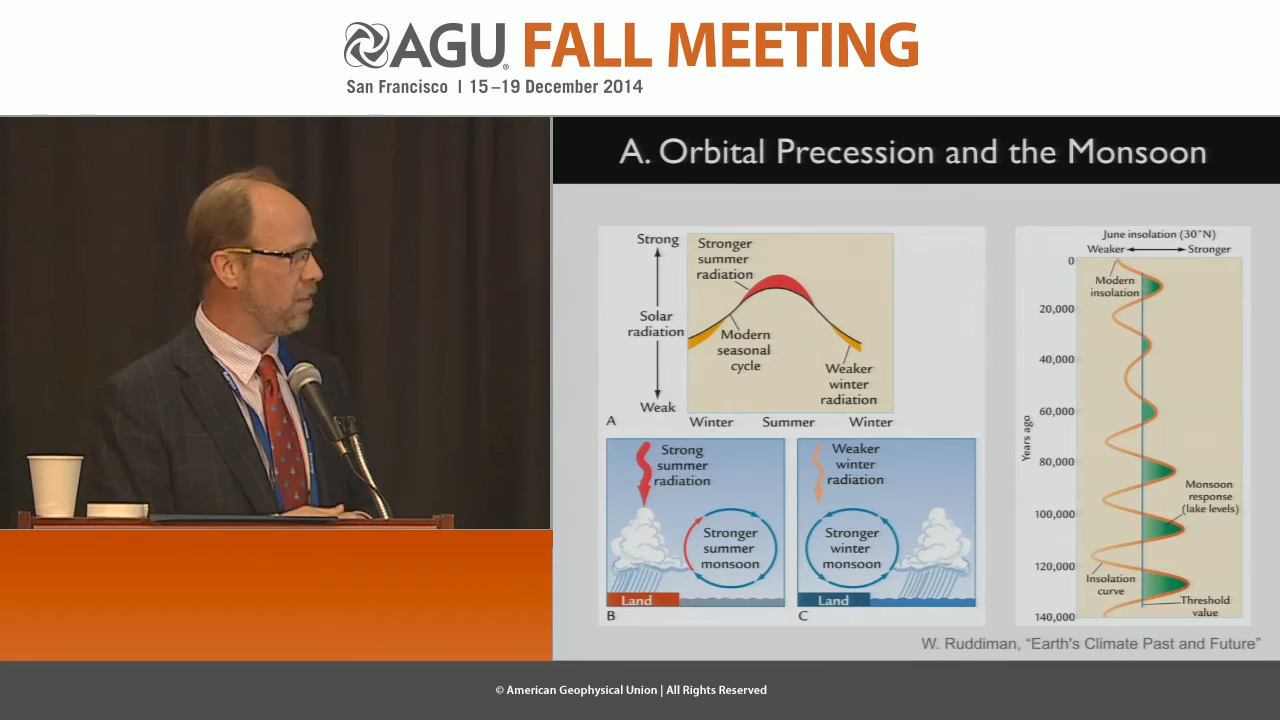 AGU FALL MEETING
San Francisco | 15–19 December 2014
A. Orbital Precession and the Monsoon
Strong
Solar
radiation
Weak
Stronger
summer
radiation
Modern
seasonal
cycle
Weaker
winter
radiation
A
Winter
Summer
Winter
Strong
summer
radiation
Stronger
summer
monsoon
Land
B
Weaker
winter
radiation
Stronger
winter
monsoon
Land
C
June insolation (30°N)
Weaker
Stronger
Years ago
0
20,000
40,000
60,000
80,000
100,000
120,000
140,000
Modern
insolation
Monsoon
response
(lake levels)
Insolation
curve
Threshold
value
W. Ruddiman, “Earth's Climate Past and Future”
© American Geophysical Union | All Rights Reserved